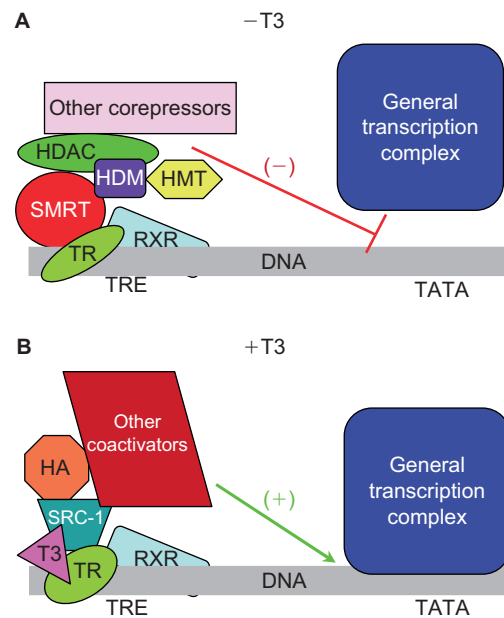 A
−T3
Other corepressors
HDAC
HDM
HMT
SMRT
TR
RXR
General
transcription
complex
(−)
DNA
TRE
TATA
B
+T3
Other
coactivators
HA
SRC-1
T3
TR
RXR
General
transcription
complex
(+)
DNA
TRE
TATA